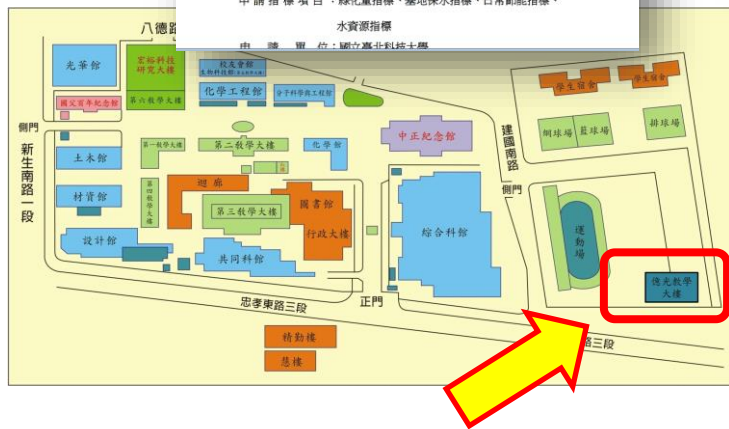 申請指標項目：綠化量指標、基地保水指標、日常節能指標、
水資源指標
申請單位：國立臺北科技大學
八德路
光華館
宏裕科技
研究大樓
校友會館
國父百年紀念館
第六教學大樓
化學工程館
分子科學與工程館
側門
新生南路一段
土木館
第一教學大樓
第二教學大樓
化學館
中正紀念館
建國南路
學生宿舍
學生宿舍
網球場
籃球場
排球場
材資館
第四教學大樓
迴廊
圖書館
第三教學大樓
行政大樓
側門
設計館
共同科館
綜合科館
運動場
億光教學
大樓
忠孝東路三段
正門
路三段
精勤樓
慧樓